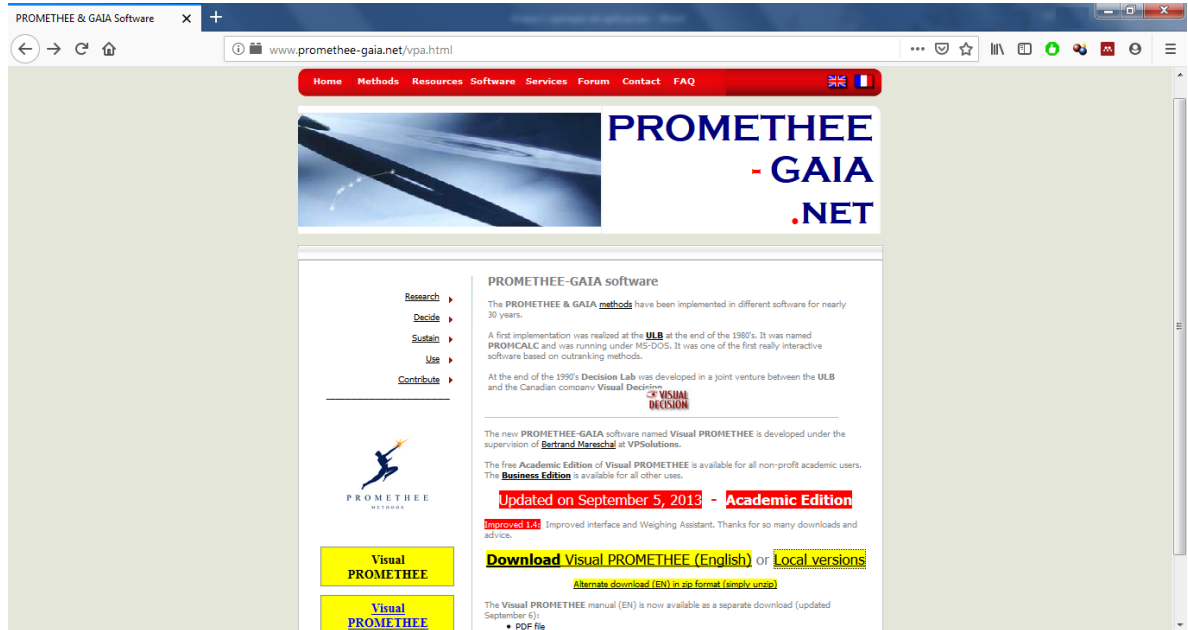 PROMETHEE & GAIA Software
www.promethee-gaia.net/vpa.html
Home Methods Resources Software Services Forum Contact FAQ
PROMETHEE
- GAIA
.NET
Research
Decide
Sustain
Use
Contribute
PROMETHEE
METHODS
Visual
PROMETHEE
Visual
PROMETHEE
PROMETHEE-GAIA software
The PROMETHEE & GAIA methods have been implemented in different software for nearly
30 years.
A first implementation was realized at the ULB at the end of the 1980's. It was named
PROMCALC and was running under MS-DOS. It was one of the first really interactive
software based on outranking methods.
At the end of the 1990's Decision Lab was developed in a joint venture between the ULB
and the Canadian company Visual Decision.
VISUAL
DECISION
The new PROMETHEE-GAIA software named Visual PROMETHEE is developed under the
supervision of Bertrand Mareschal at VPSolutions.
The free Academic Edition of Visual PROMETHEE is available for all non-profit academic users.
The Business Edition is available for all other uses.
Updated on September 5, 2013 - Academic Edition
Improved 1.4: Improved interface and Weighing Assistant. Thanks for so many downloads and
advice.
Download Visual PROMETHEE (English) or Local versions
Alternate download (EN) in zip format (simply unzip)
The Visual PROMETHEE manual (EN) is now available as a separate download (updated
September 6):
• PDF file